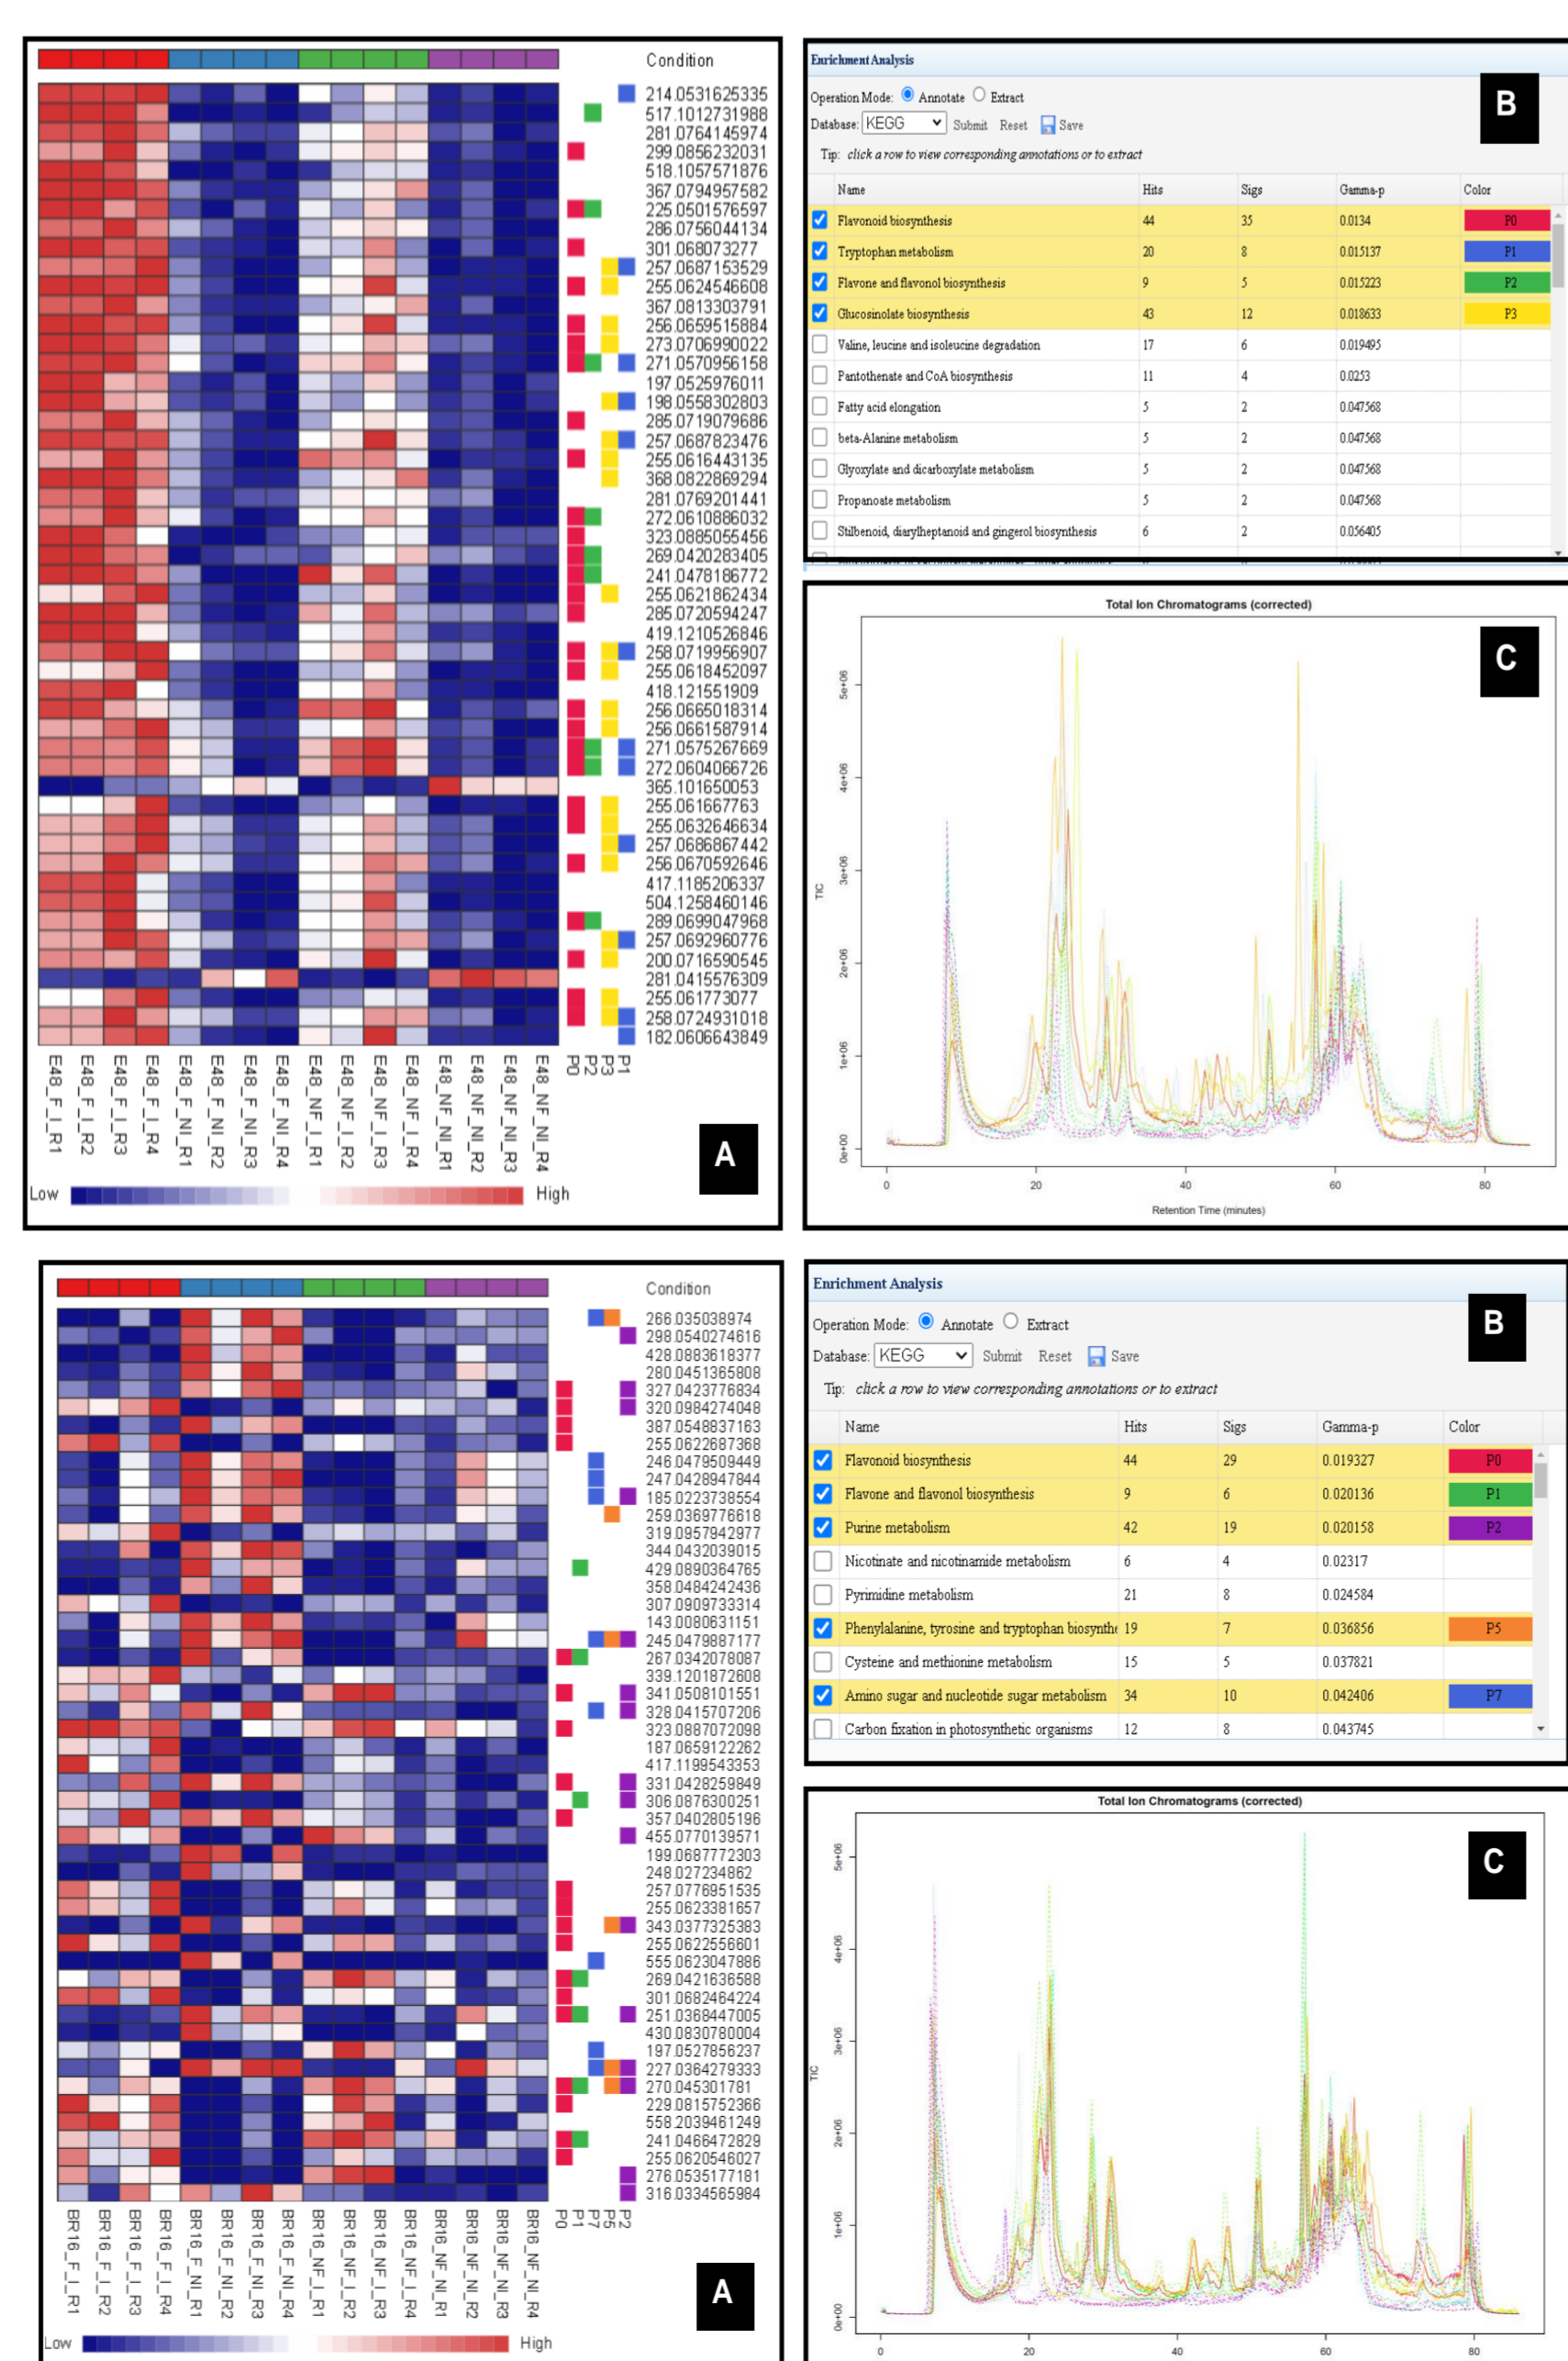 Condition
214.0531625335
517.1012731988
281.0764145974
299.0856232031
518.1057571876
367.0794957582
225.0501576597
286.0756044134
301.068073277
257.0687153529
255.0624546608
367.0813303791
256.0659515884
273.0706990022
271.0570956158
197.0525976011
198.0558302803
285.0719079686
257.0687823476
255.0616443135
368.0822869294
281.0769201441
272.0610886032
323.0885055456
269.0420283405
241.0478186772
255.0621862434
285.0720594247
419.1210526846
258.0719956907
255.0618452097
418.121551909
256.0665018314
256.0661587914
271.0575267669
272.0604066726
365.101650053
255.061667763
255.0632646634
257.0686867442
256.0670592646
417.1185206337
504.1258460146
289.0699047968
257.0692960776
200.0716590545
281.0415576309
255.061773077
258.0724931018
182.0606643849
E48_F_I_R1
E48_F_I_R2
E48_F_I_R3
E48_F_I_R4
E48_F_NI_R1
E48_F_NI_R2
E48_F_NI_R3
E48_F_NI_R4
E48_NF_I_R1
E48_NF_I_R2
E48_NF_I_R3
E48_NF_I_R4
E48_NF_NI_R1
E48_NF_NI_R2
E48_NF_NI_R3
E48_NF_NI_R4
P0
P2
P3
P1
A
Low High
Enrichment Analysis
B
Operation Mode: Annotate Extract
Database: KEGG Submit Reset Save
Tip: click a row to view corresponding annotations or to extract
Name Hits Sigs Gamma-p Color
Flavonoid biosynthesis 44 35 0.0134 P0
Tryptophan metabolism 20 8 0.015137 P1
Flavone and flavonol biosynthesis 9 5 0.015223 P2
Glucosinolate biosynthesis 43 12 0.018633 P3
Valine, leucine and isoleucine degradation 17 6 0.019495
Pantothenate and CoA biosynthesis 11 4 0.0253
Fatty acid elongation 5 2 0.047568
beta-Alanine metabolism 5 2 0.047568
Glyoxylate and dicarboxylate metabolism 5 2 0.047568
Propanoate metabolism 5 2 0.047568
Stilbenoid, diarylheptanoid and gingerol biosynthesis 6 2 0.056405
Total Ion Chromatograms (corrected)
C
5e+06
4e+06
3e+06
TIC
2e+06
1e+06
0e+00
0 20 40 60 80
Retention Time (minutes)
Condition
266.035038974
298.0540274616
428.0883618377
280.0451365808
327.0423776834
320.0984274048
387.0548837163
255.0622687368
246.0479509449
247.0428947844
185.0223738554
259.0369776618
319.0957942977
344.0432039015
429.0890364765
358.0484242436
307.0909733314
143.0080631151
245.0479887177
267.0342078087
339.1201872608
341.0508101551
328.0415707206
323.0887072098
187.0659122262
417.1199543353
331.0428259849
306.0876300251
357.0402805196
455.0770139571
199.0687772303
248.027234862
257.0776951535
255.0623381657
343.0377325383
255.0622556601
555.0623047886
269.0421636588
301.0682464224
251.0368447005
430.0830780004
197.0527856237
227.0364279333
270.045301781
229.0815752366
558.2039461249
241.0466472829
255.0620546027
276.0535177181
316.0334565984
BR16_F_I_R1
BR16_F_I_R2
BR16_F_I_R3
BR16_F_I_R4
BR16_F_NI_R1
BR16_F_NI_R2
BR16_F_NI_R3
BR16_F_NI_R4
BR16_NF_I_R1
BR16_NF_I_R2
BR16_NF_I_R3
BR16_NF_I_R4
BR16_NF_NI_R1
BR16_NF_NI_R2
BR16_NF_NI_R3
BR16_NF_NI_R4
P0
P1
P7
P5
P2
A
Low High
Enrichment Analysis
B
Operation Mode: Annotate Extract
Database: KEGG Submit Reset Save
Tip: click a row to view corresponding annotations or to extract
Name Hits Sigs Gamma-p Color
Flavonoid biosynthesis 44 29 0.019327 P0
Flavone and flavonol biosynthesis 9 6 0.020136 P1
Purine metabolism 42 19 0.020158 P2
Nicotinate and nicotinamide metabolism 6 4 0.02317
Pyrimidine metabolism 21 8 0.024584
Phenylalanine, tyrosine and tryptophan biosynthe 19 7 0.036856 P5
Cysteine and methionine metabolism 15 5 0.037821
Amino sugar and nucleotide sugar metabolism 34 10 0.042406 P7
Carbon fixation in photosynthetic organisms 12 8 0.043745
Total Ion Chromatograms (corrected)
C
5e+06
4e+06
3e+06
TIC
2e+06
1e+06
0e+00
0 20 40 60 80